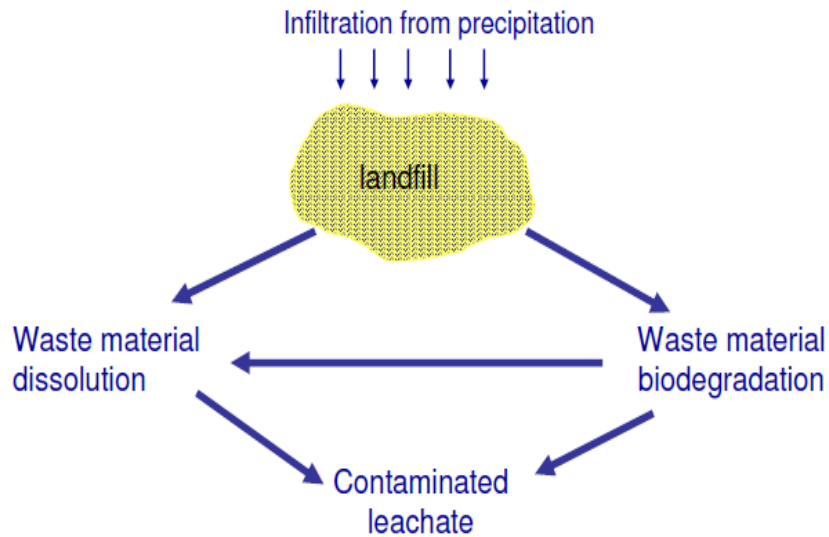 Infiltration from precipitation
landfill
Waste material
dissolution
Waste material
biodegradation
Contaminated
leachate